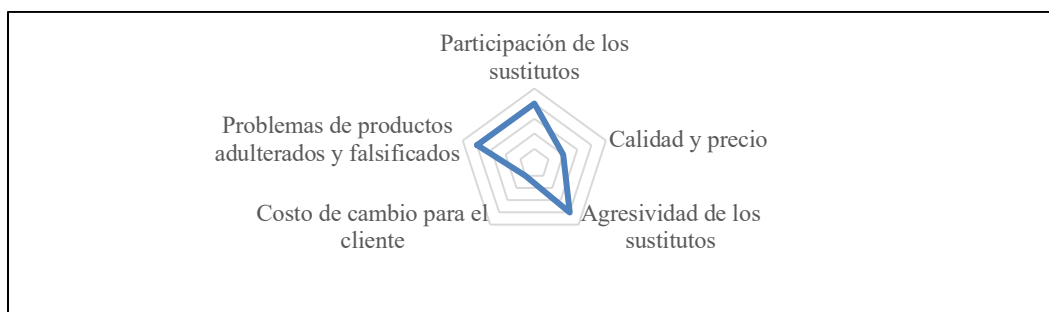 Participación de los
sustitutos
Calidad y precio
Agresividad de los
sustitutos
Costo de cambio para el
cliente
Problemas de productos
adulterados y falsificados